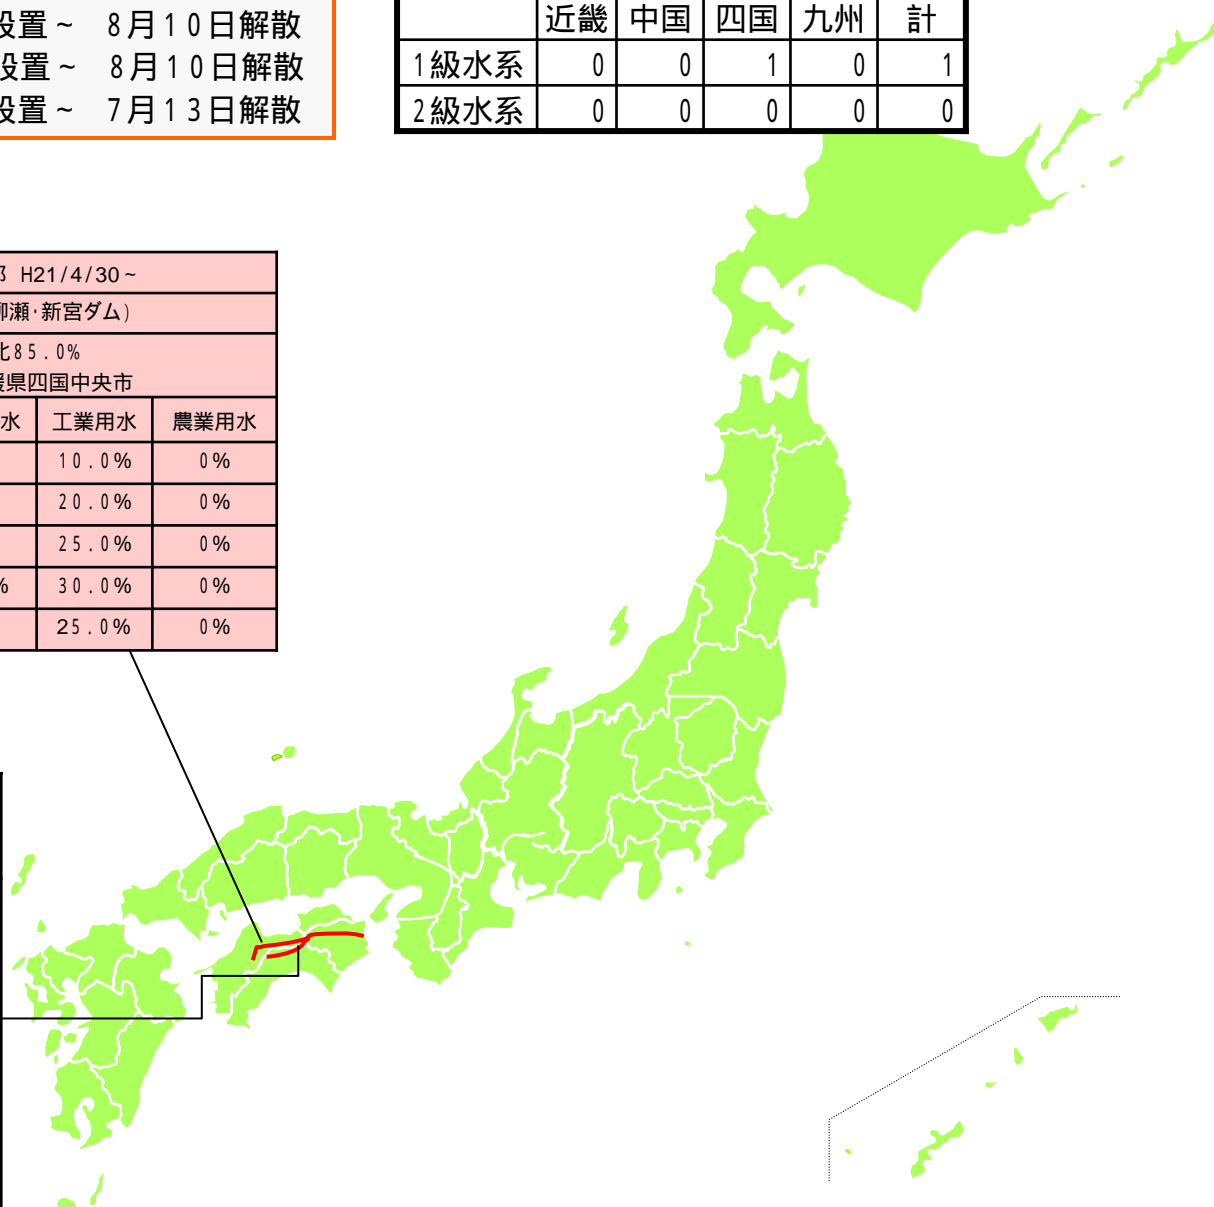 設置～ 8月10日解散
設置～ 8月10日解散
設置～ 7月13日解散
近畿 中国 四国 九州 計
1級水系 0 0 1 0 1
2級水系 0 0 0 0 0
H21/4/30～
瀬・新宮ダム)
85.0%
県四国中央市
水 工業用水 農業用水
10.0% 0%
20.0% 0%
25.0% 0%
% 30.0% 0%
25.0% 0%